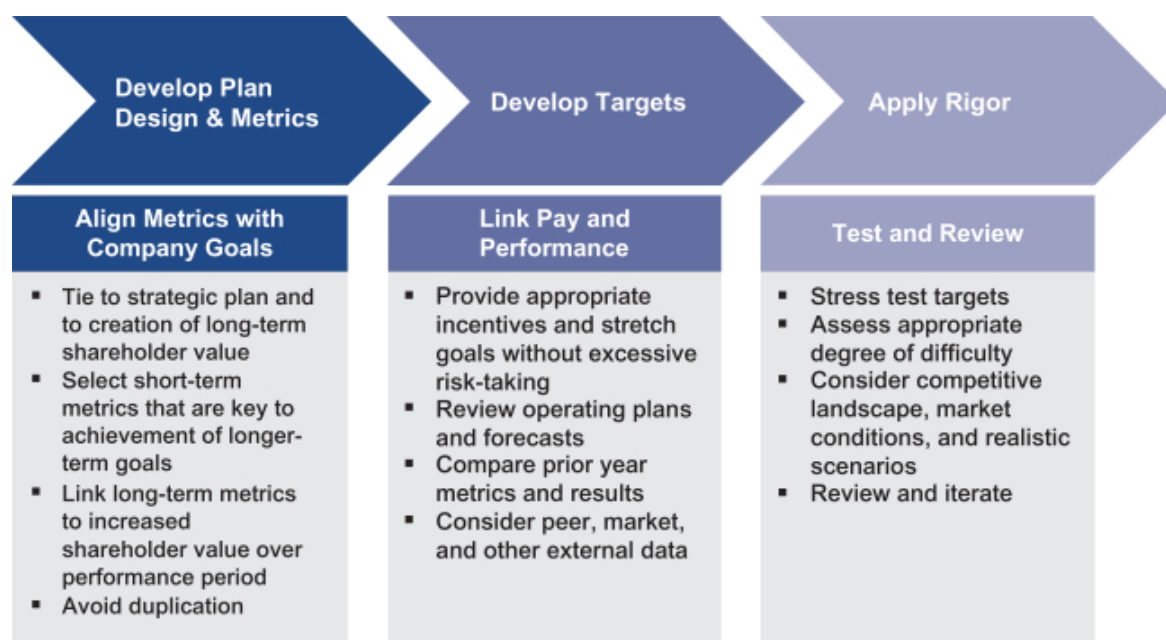 Develop Plan
Design & Metrics
Develop Targets
Apply Rigor
Align Metrics with
Company Goals
▪ Tie to strategic plan and
to creation of long-term
shareholder value
▪ Select short-term
metrics that are key to
achievement of longer-
term goals
▪ Link long-term metrics
to increased
shareholder value over
performance period
▪ Avoid duplication
Link Pay and
Performance
▪ Provide appropriate
incentives and stretch
goals without excessive
risk-taking
▪ Review operating plans
and forecasts
▪ Compare prior year
metrics and results
▪ Consider peer, market,
and other external data
Test and Review
▪ Stress test targets
▪ Assess appropriate
degree of difficulty
▪ Consider competitive
landscape, market
conditions, and realistic
scenarios
▪ Review and iterate